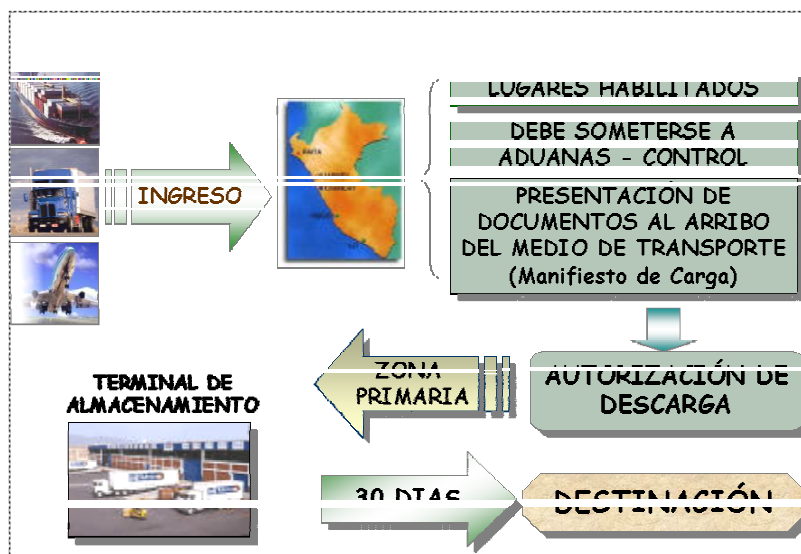 LUGARES HABILITADOS
DEBE SOMETERSE A
ADUANAS - CONTROL
INGRESO
PRESENTACIÓN DE
DOCUMENTOS AL ARRIBO
DEL MEDIO DE TRANSPORTE
(Manifiesto de Carga)
ZONA
PRIMARIA
AUTORIZACIÓN DE
DESCARGA
TERMINAL DE
ALMACENAMIENTO
30 DIAS
DESTINACIÓN